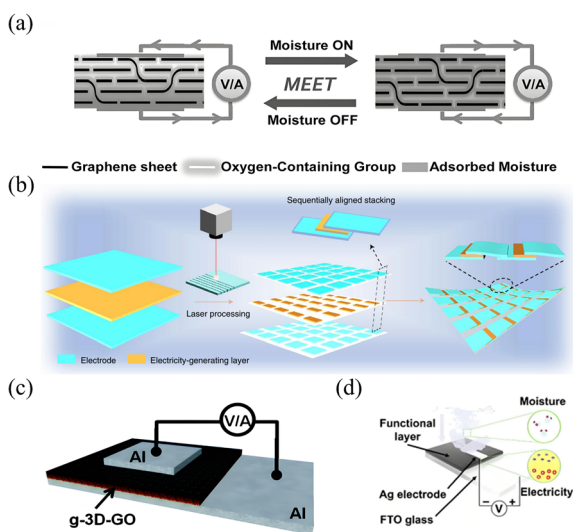 (a)
V/A
Moisture ON
MEET
Moisture OFF
V/A
Graphene sheet
Oxygen-Containing Group
Adsorbed Moisture
(b)
Sequentially aligned stacking
Laser processing
Electrode
Electricity-generating layer
(c)
V/A
Al
Al
g-3D-GO
(d)
Moisture
Functional
layer
Ag electrode
Electricity
FTO glass
− V +